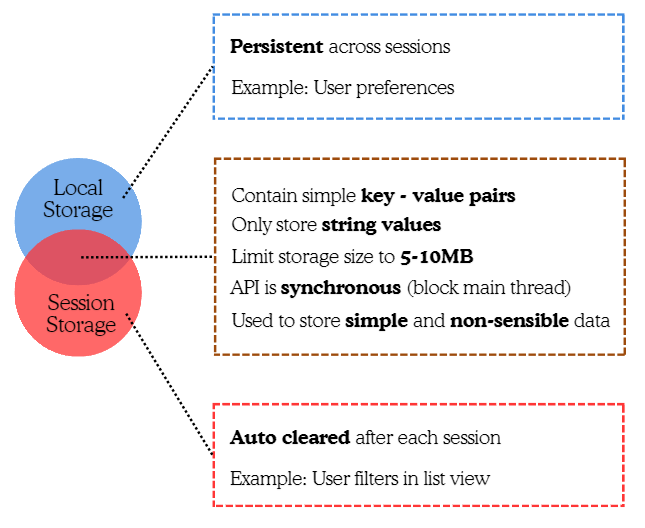 Persistent across sessions
Example: User preferences
Local
Storage
Contain simple key - value pairs
Only store string values
Limit storage size to 5-10MB
API is synchronous (block main thread)
Used to store simple and non-sensible data
Session
Storage
Auto cleared after each session
Example: User filters in list view